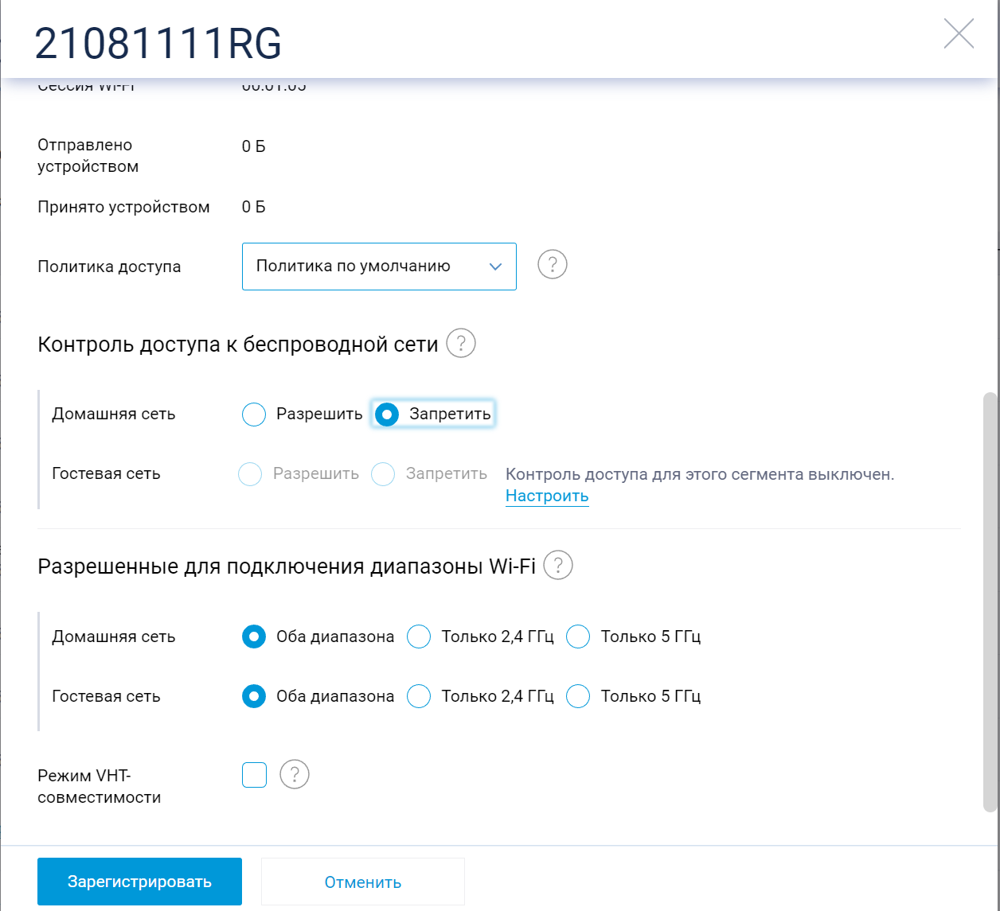 21081111RG
Сессия Wi-Fi 00:01:05
Отправлено
устройством 0 Б
Принято устройством 0 Б
Политика доступа Политика по умолчанию ?
Контроль доступа к беспроводной сети ?
Домашняя сеть Разрешить Запретить
Гостевая сеть Разрешить Запретить Контроль доступа для этого сегмента выключен.
Настроить
Разрешенные для подключения диапазоны Wi-Fi ?
Домашняя сеть Оба диапазона Только 2,4 ГГц Только 5 ГГц
Гостевая сеть Оба диапазона Только 2,4 ГГц Только 5 ГГц
Режим VHT-
совместимости ?
Зарегистрировать Отменить